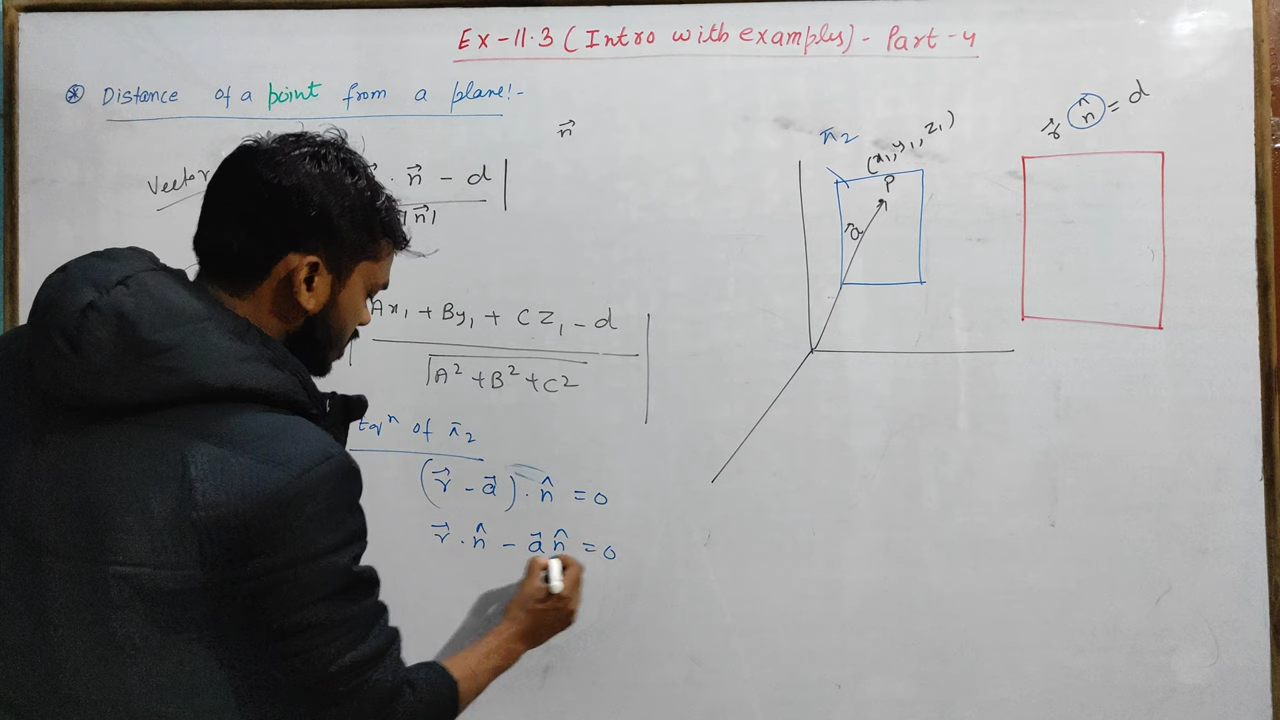 Ex-11.3 (Intro with examples) - Part-4
⊛ Distance of a point from a plane:-
n⃗
Vector
. n⃗ - d |
|n⃗|
Ax₁ + By₁ + CZ₁ - d |
√A² + B² + C²
Eqⁿ of π₂
(r⃗ - a⃗) . n̂ = 0
r⃗ . n̂ - a⃗ n̂ = 0
π₂
(x₁, y₁, z₁)
P
a⃗
r⃗ n̂ = d